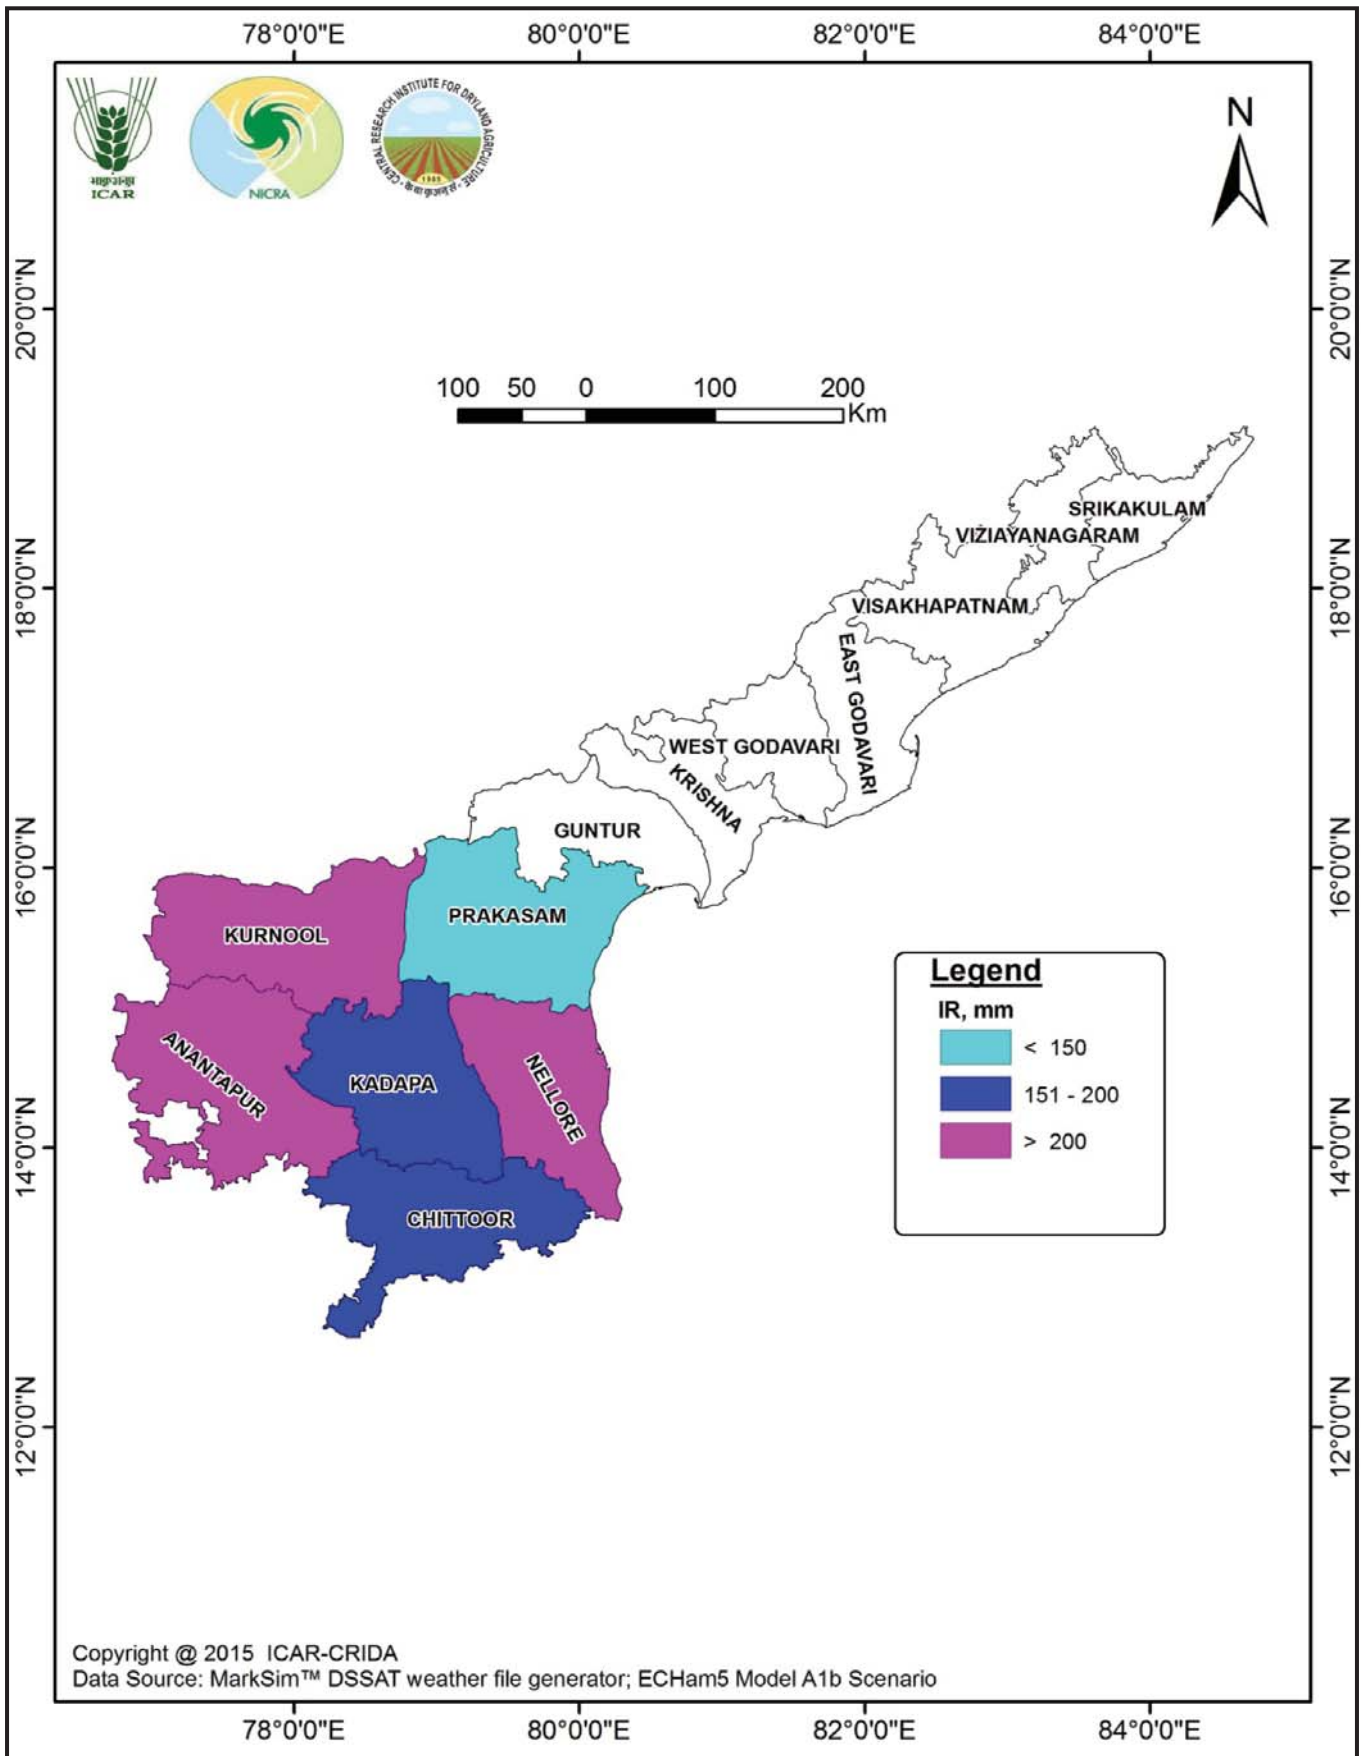 78°0'0"E 80°0'0"E 82°0'0"E 84°0'0"E
ICAR
NICRA
CENTRAL RESEARCH INSTITUTE FOR DRYLAND AGRICULTURE
1985
N
20°0'0"N 20°0'0"N
100 50 0 100 200
Km
SRIKAKULAM
VIZIAYANAGARAM
18°0'0"N 18°0'0"N
VISAKHAPATNAM
EAST GODAVARI
WEST GODAVARI
KRISHNA
GUNTUR
16°0'0"N 16°0'0"N
PRAKASAM
KURNOOL
ANANTAPUR
KADAPA
NELLORE
Legend
IR, mm
< 150
151 - 200
> 200
14°0'0"N 14°0'0"N
CHITTOOR
12°0'0"N 12°0'0"N
Copyright @ 2015 ICAR-CRIDA
Data Source: MarkSim™ DSSAT weather file generator; ECHam5 Model A1b Scenario
78°0'0"E 80°0'0"E 82°0'0"E 84°0'0"E